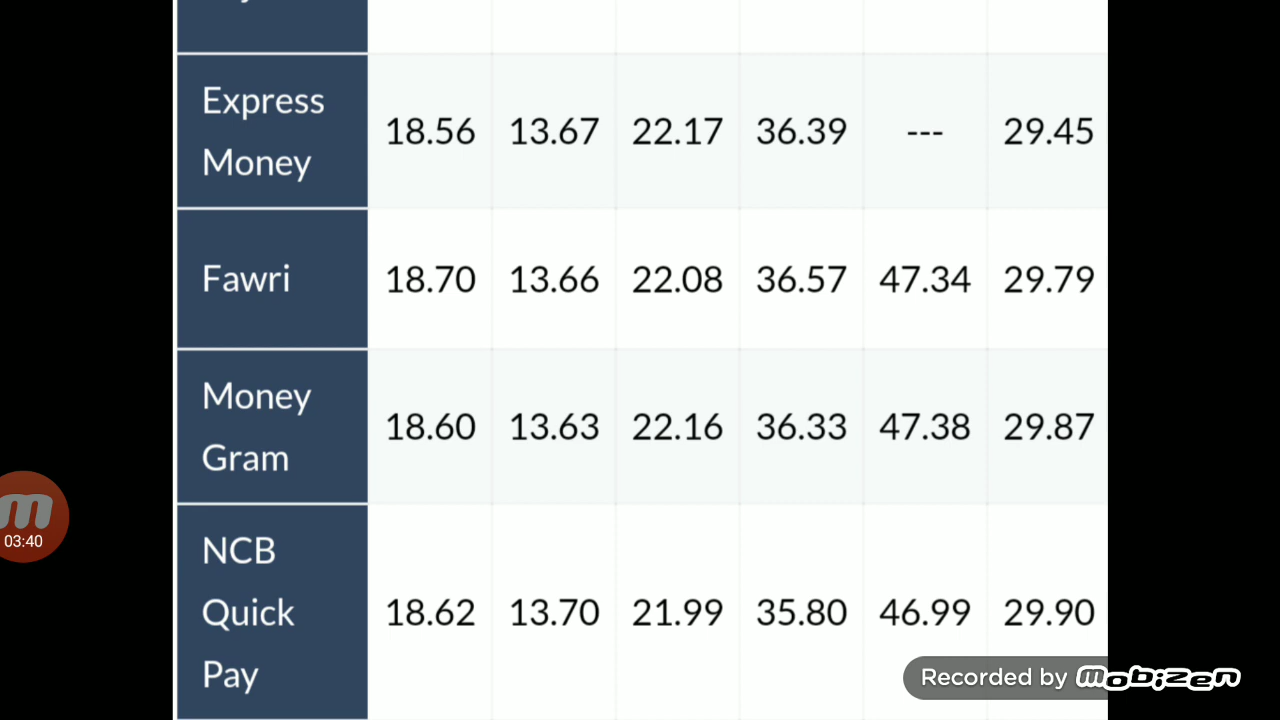 Express
Money
18.56 13.67 22.17 36.39 --- 29.45
Fawri
18.70 13.66 22.08 36.57 47.34 29.79
Money
Gram
18.60 13.63 22.16 36.33 47.38 29.87
NCB
Quick
Pay
18.62 13.70 21.99 35.80 46.99 29.90
m
03:40
Recorded by mobizen